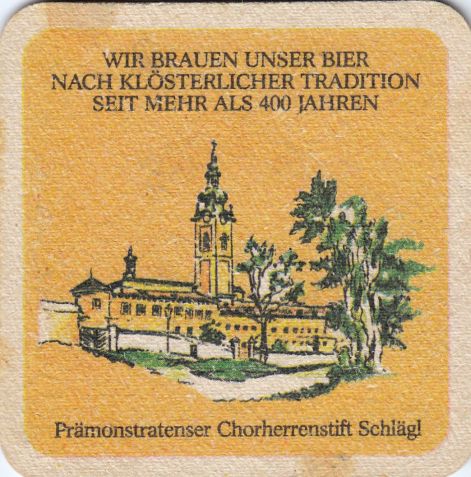 WIR BRAUEN UNSER BIER
NACH KLÖSTERLICHER TRADITION
SEIT MEHR ALS 400 JAHREN
Prämonstratenser Chorherrenstift Schlägl